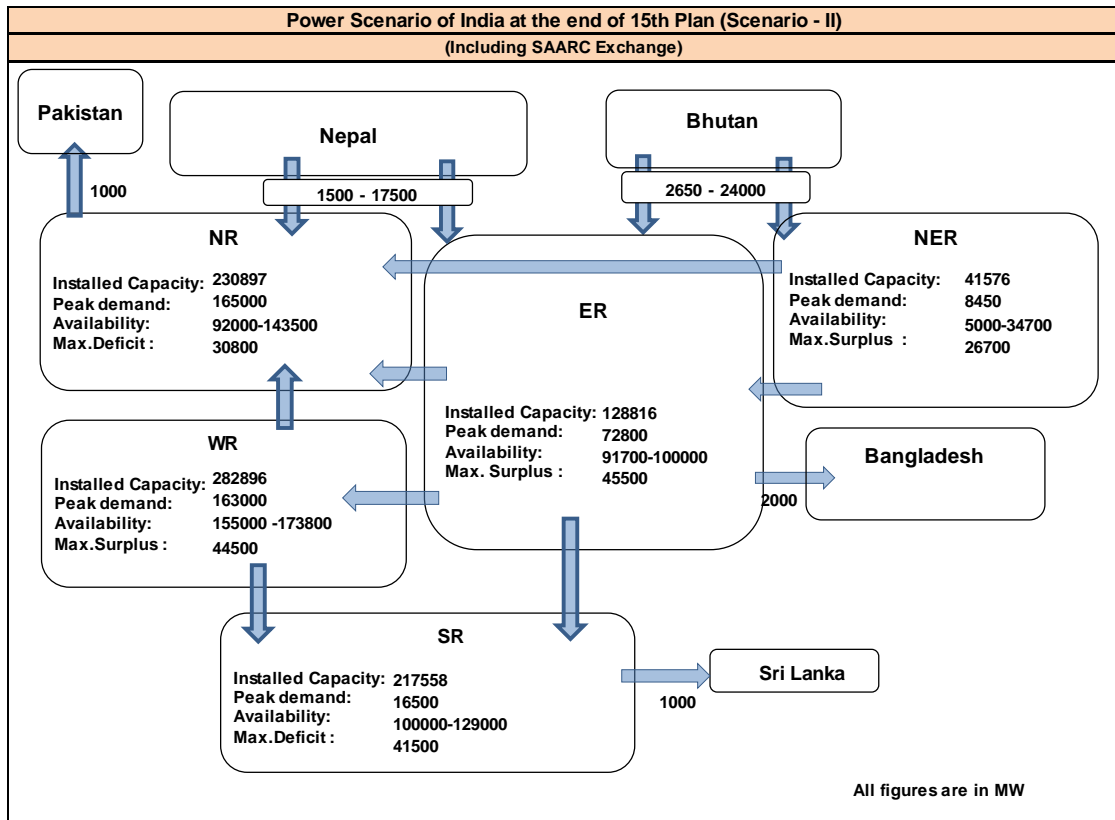 Power Scenario of India at the end of 15th Plan (Scenario - II)
(Including SAARC Exchange)
Pakistan
Nepal
Bhutan
1000
1500 - 17500
2650 - 24000
NR
Installed Capacity: 230897
Peak demand: 165000
Availability: 92000-143500
Max.Deficit : 30800
NER
Installed Capacity: 41576
Peak demand: 8450
Availability: 5000-34700
Max.Surplus : 26700
ER
Installed Capacity: 128816
Peak demand: 72800
Availability: 91700-100000
Max. Surplus : 45500
WR
Installed Capacity: 282896
Peak demand: 163000
Availability: 155000 -173800
Max.Surplus : 44500
Bangladesh
2000
SR
Installed Capacity: 217558
Peak demand: 16500
Availability: 100000-129000
Max.Deficit : 41500
Sri Lanka
1000
All figures are in MW